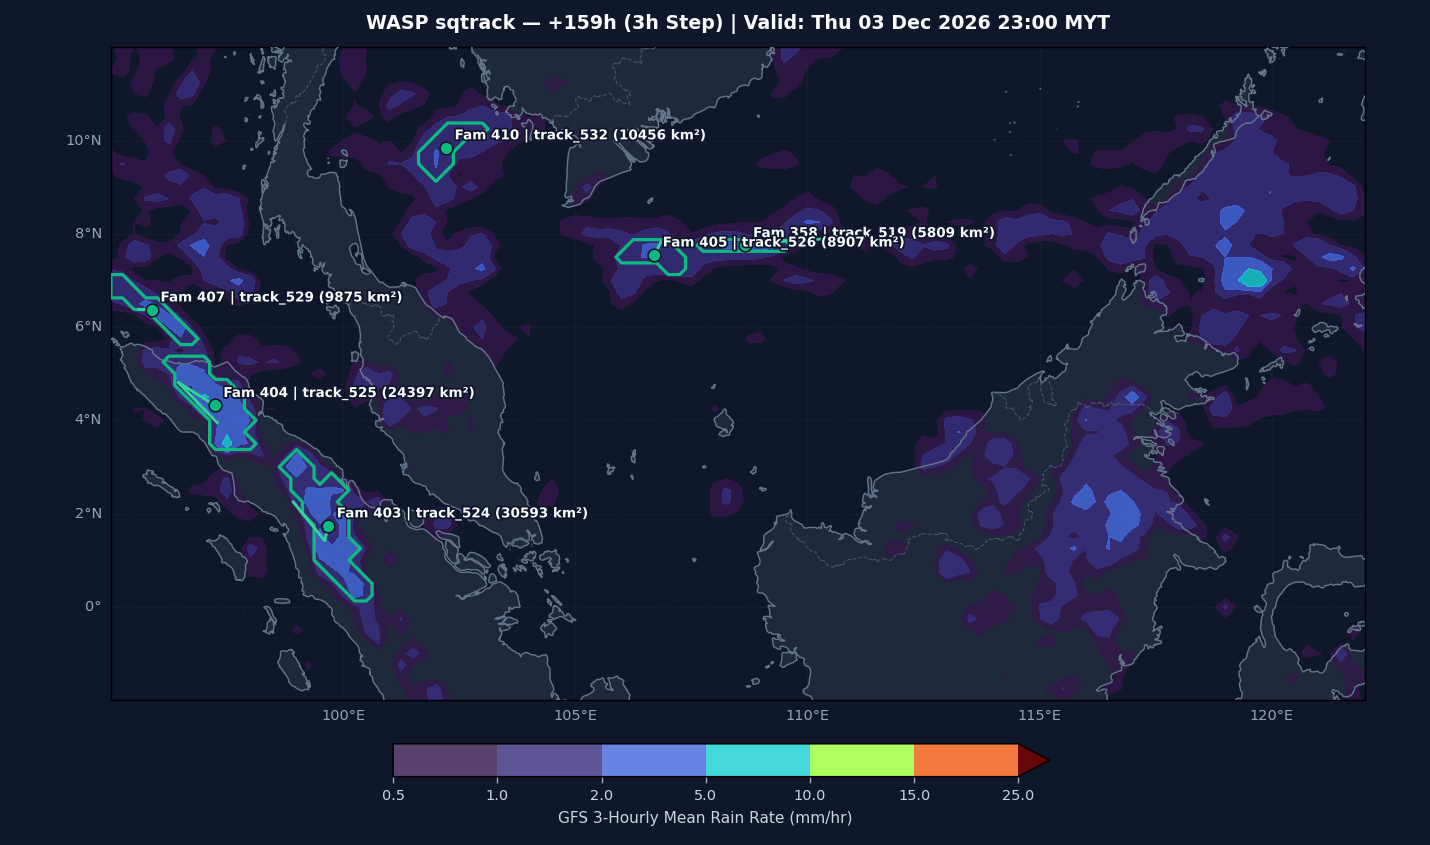 WASP sqtrack — +159h (3h Step) | Valid: Thu 03 Dec 2026 23:00 MYT
10°N
Fam 410 | track_532 (10456 km²)
8°N
Fam 358 | track_519 (5809 km²)
Fam 405 | track_526 (8907 km²)
Fam 407 | track_529 (9875 km²)
6°N
Fam 404 | track_525 (24397 km²)
4°N
2°N
Fam 403 | track_524 (30593 km²)
0°
100°E 105°E 110°E 115°E 120°E
0.5 1.0 2.0 5.0 10.0 15.0 25.0
GFS 3-Hourly Mean Rain Rate (mm/hr)